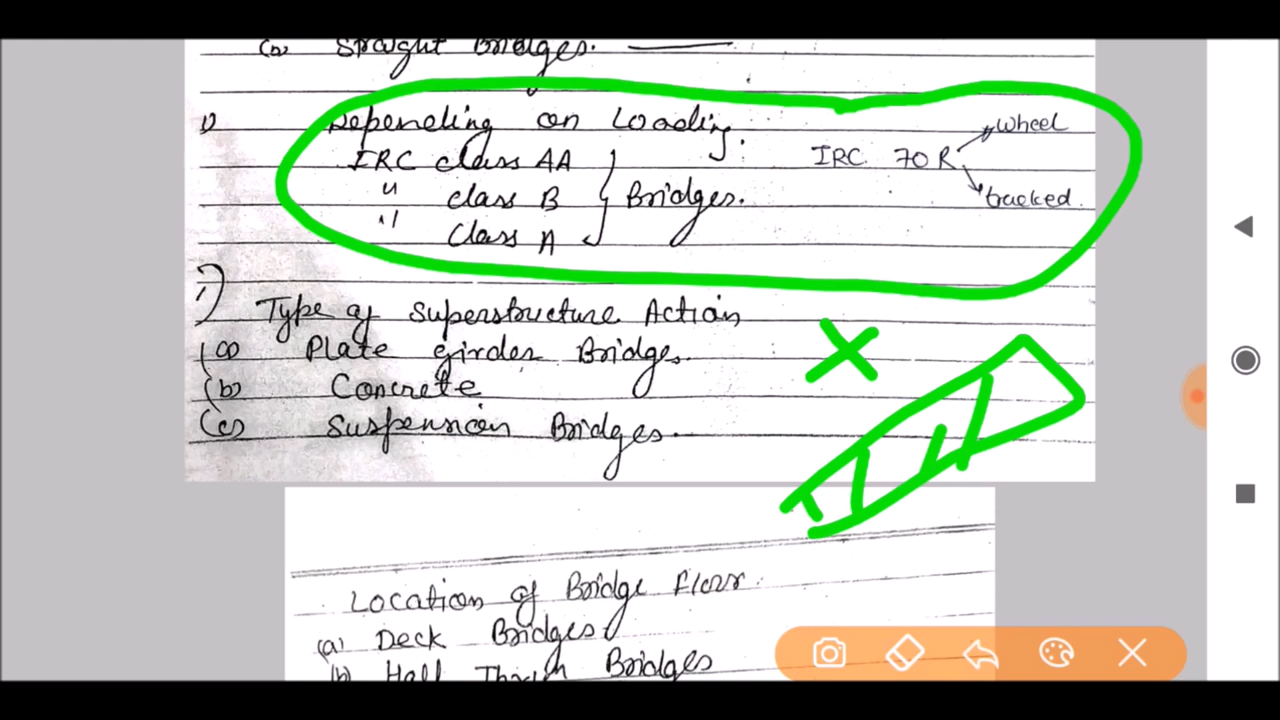 (a) Straight Bridges.
Depending on Loading.
IRC class AA
" class B
" class A
} Bridges.
IRC 70 R
wheel
tracked.
Type of Superstructure Action
(a) Plate girder Bridges.
(b) Concrete
(c) Suspension Bridges.
Location of Bridge Floor.
(a) Deck Bridges
(b) Half Through Bridges